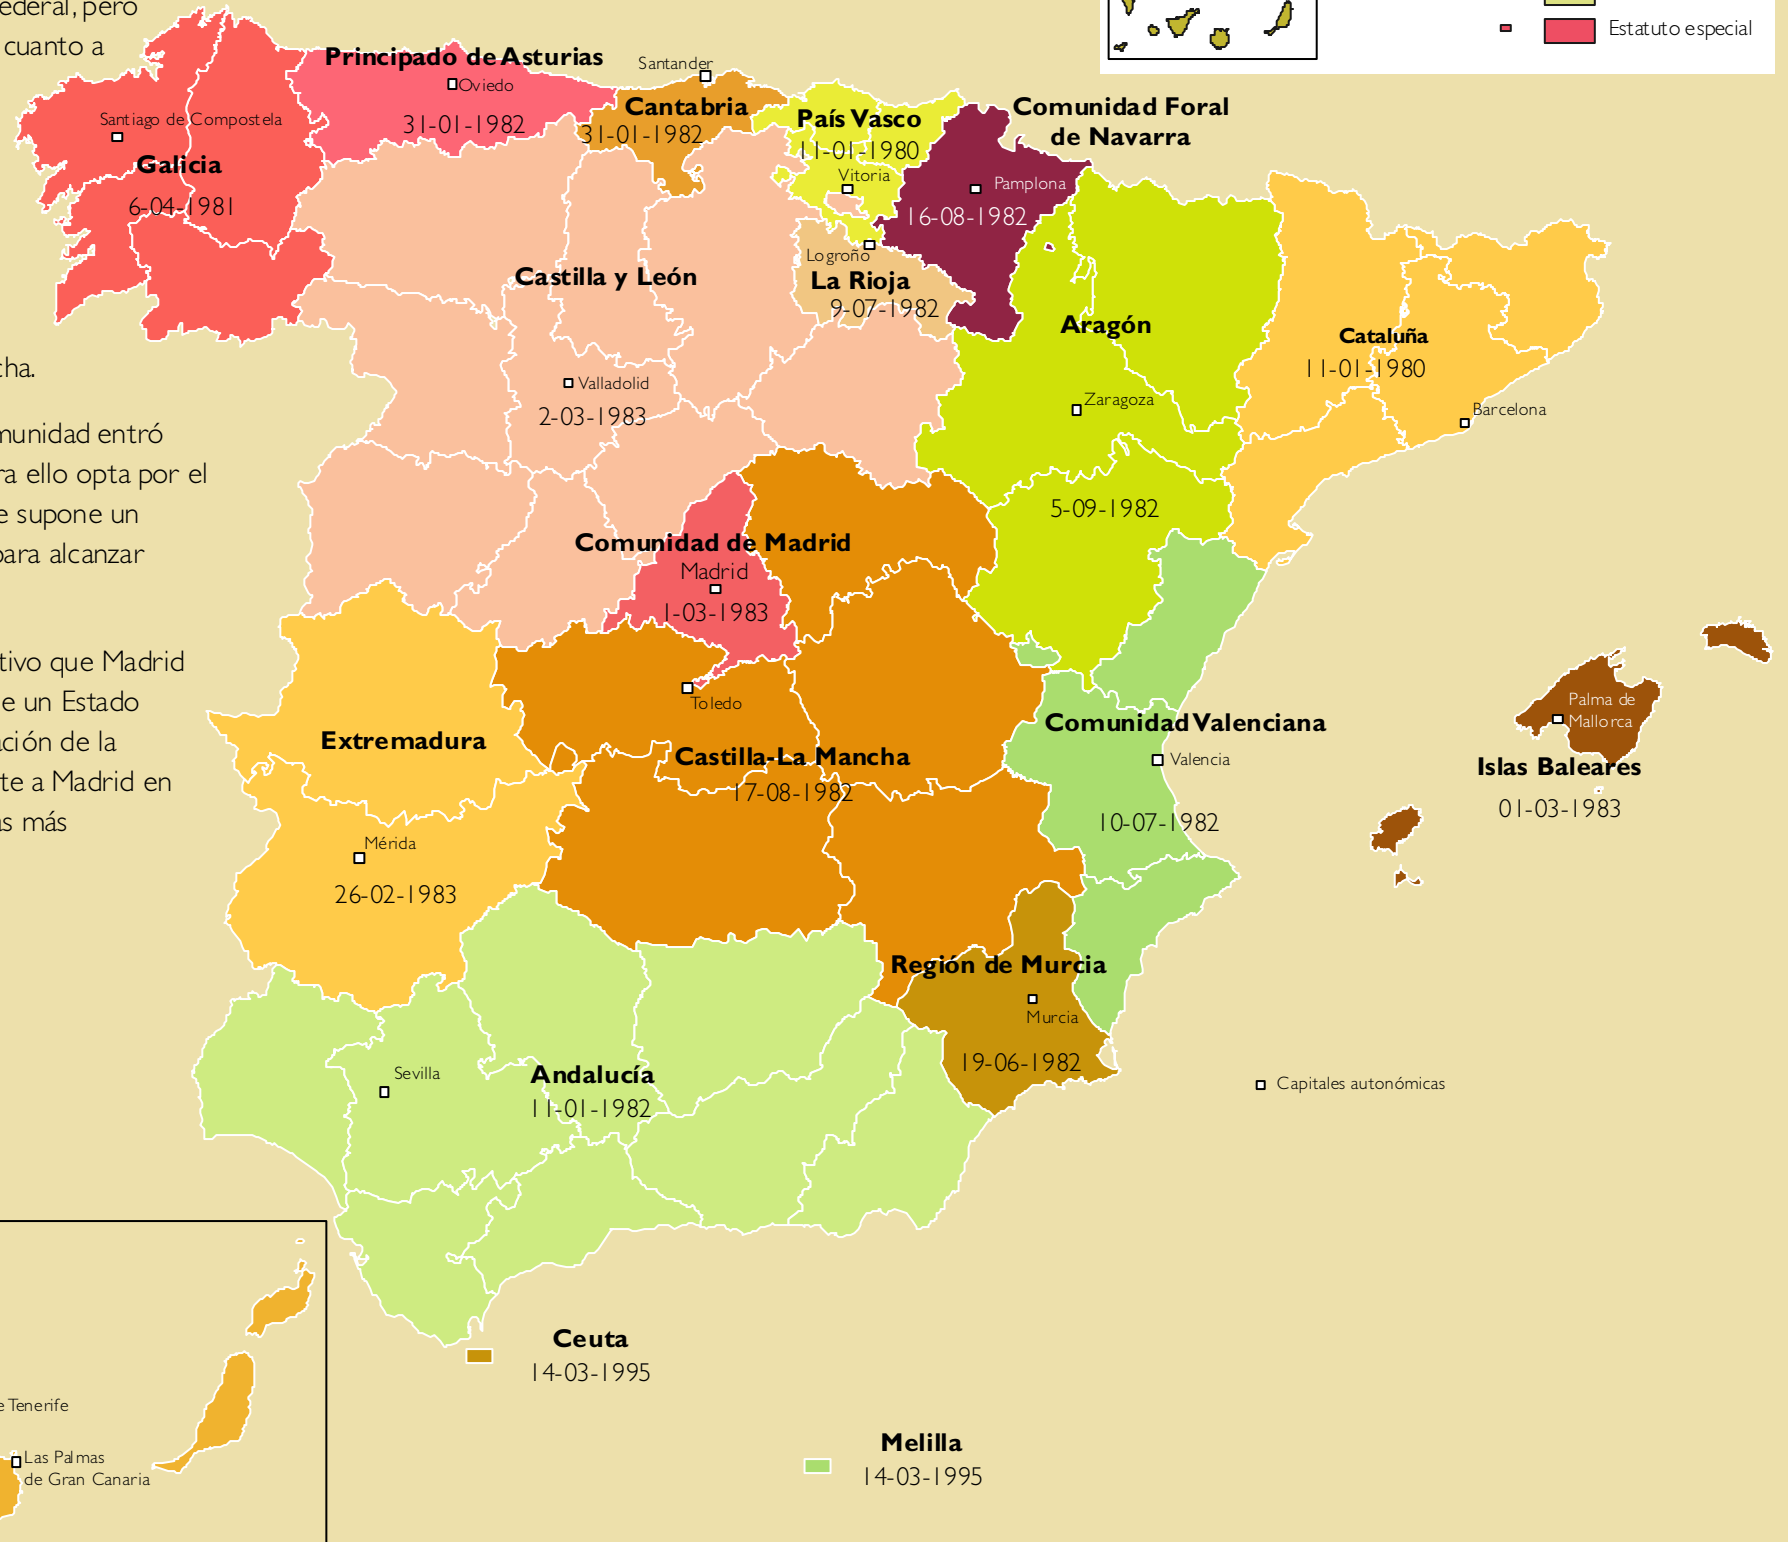 ederal, pero
cuanto a
cha.
munidad entró
ra ello opta por el
e supone un
para alcanzar
tivo que Madrid
e un Estado
ación de la
te a Madrid en
as más
Estatuto especial
Principado de Asturias
Oviedo
31-01-1982
Santander
Cantabria
31-01-1982
País Vasco
11-01-1980
Vitoria
Comunidad Foral
de Navarra
Pamplona
16-08-1982
Santiago de Compostela
Galicia
6-04-1981
Logroño
La Rioja
9-07-1982
Castilla y León
Valladolid
2-03-1983
Aragón
Zaragoza
5-09-1982
Cataluña
11-01-1980
Barcelona
Comunidad de Madrid
Madrid
1-03-1983
Toledo
Castilla-La Mancha
17-08-1982
Extremadura
Mérida
26-02-1983
Comunidad Valenciana
Valencia
10-07-1982
Palma de
Mallorca
Islas Baleares
01-03-1983
Región de Murcia
Murcia
19-06-1982
Sevilla
Andalucía
11-01-1982
Capitales autonómicas
Ceuta
14-03-1995
Melilla
14-03-1995
e Tenerife
Las Palmas
de Gran Canaria